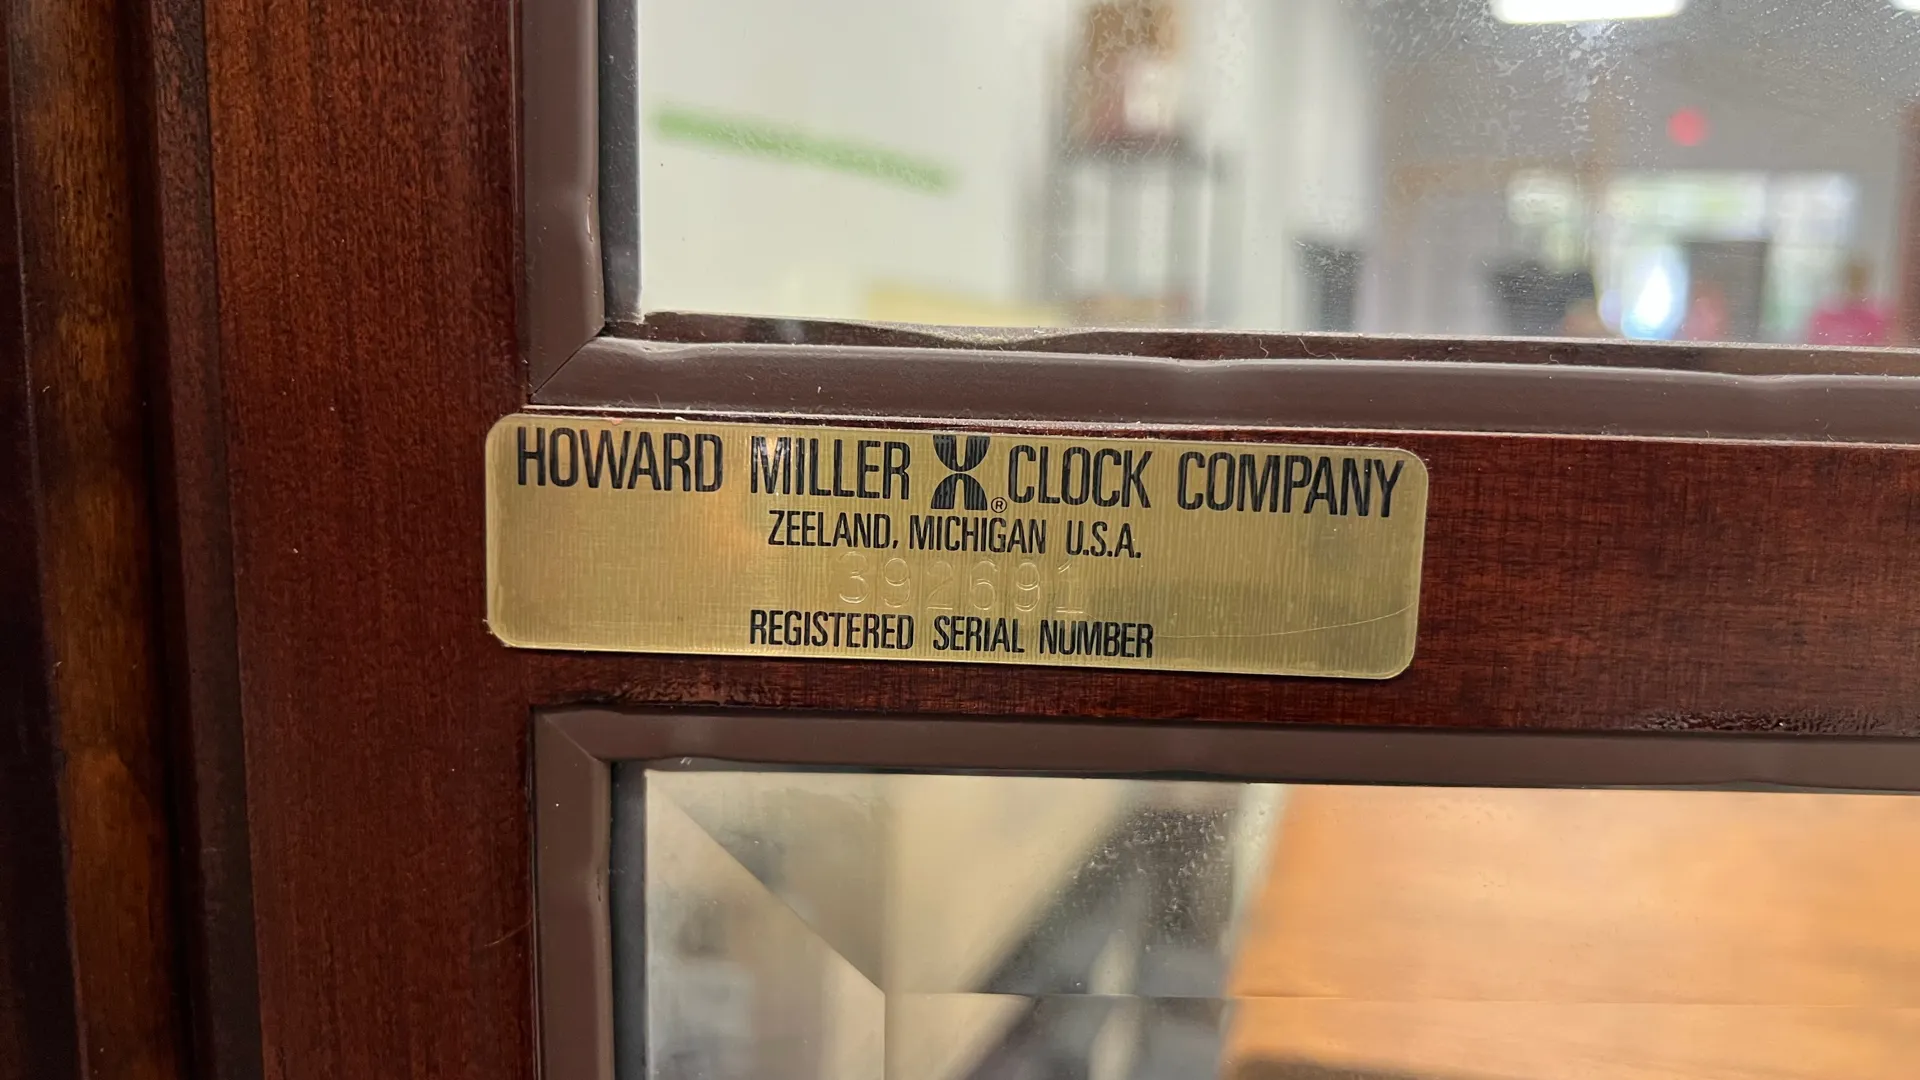 HOWARD MILLER ® CLOCK COMPANY
ZEELAND, MICHIGAN U.S.A.
392691
REGISTERED SERIAL NUMBER